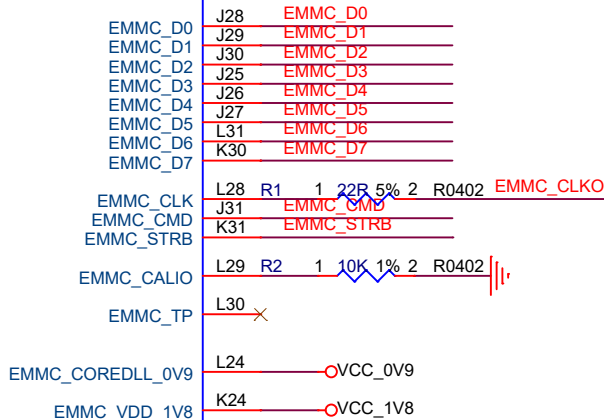 EMMC_D0 J28 EMMC_D0
EMMC_D1 J29 EMMC_D1
EMMC_D2 J30 EMMC_D2
EMMC_D3 J25 EMMC_D3
EMMC_D4 J26 EMMC_D4
EMMC_D5 J27 EMMC_D5
EMMC_D6 L31 EMMC_D6
EMMC_D7 K30 EMMC_D7
EMMC_CLK L28 R1 1 22R 5% 2 R0402 EMMC_CLKO
EMMC_CMD J31 EMMC_CMD
EMMC_STRB K31 EMMC_STRB
EMMC_CALIO L29 R2 1 10K 1% 2 R0402
EMMC_TP L30
EMMC_COREDLL_0V9 L24 VCC_0V9
EMMC_VDD_1V8 K24 VCC_1V8